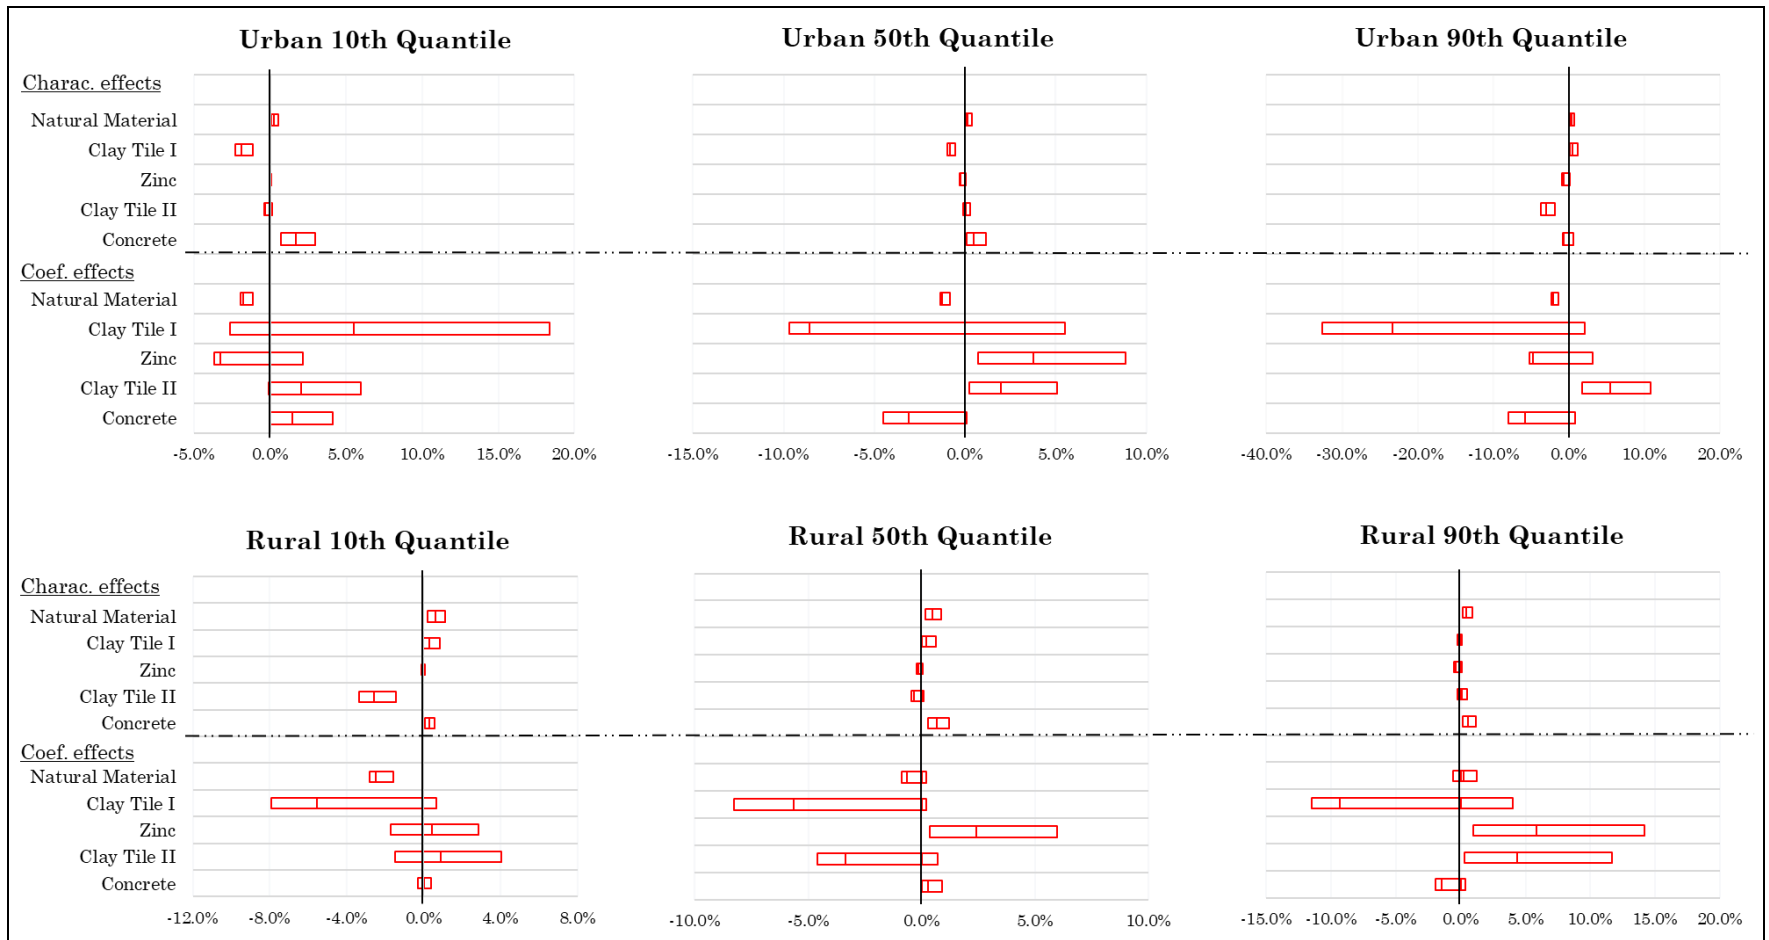 Urban 10th Quantile
Urban 50th Quantile
Urban 90th Quantile
Charac. effects
Natural Material
Clay Tile I
Zinc
Clay Tile II
Concrete
Coef. effects
Natural Material
Clay Tile I
Zinc
Clay Tile II
Concrete
-5.0% 0.0% 5.0% 10.0% 15.0% 20.0%
-15.0% -10.0% -5.0% 0.0% 5.0% 10.0%
-40.0% -30.0% -20.0% -10.0% 0.0% 10.0% 20.0%
Rural 10th Quantile
Rural 50th Quantile
Rural 90th Quantile
Charac. effects
Natural Material
Clay Tile I
Zinc
Clay Tile II
Concrete
Coef. effects
Natural Material
Clay Tile I
Zinc
Clay Tile II
Concrete
-12.0% -8.0% -4.0% 0.0% 4.0% 8.0%
-10.0% -5.0% 0.0% 5.0% 10.0%
-15.0% -10.0% -5.0% 0.0% 5.0% 10.0% 15.0% 20.0%